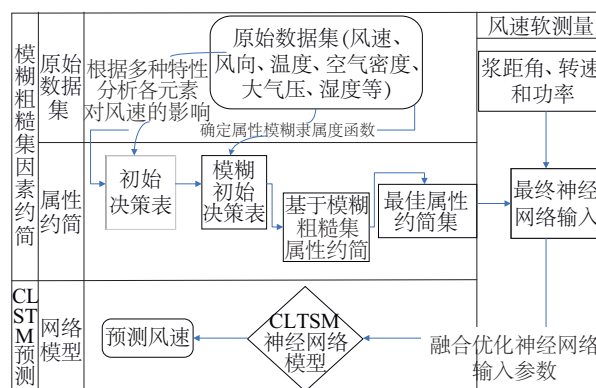 模糊粗糙集因素约简
原始数据集
根据多种特性
分析各元素
对风速的影响
原始数据集(风速、
风向、温度、空气密度、
大气压、湿度等)
确定属性模糊隶属度函数
风速软测量
浆距角、转速
和功率
属性约简
初始
决策表
模糊
初始
决策表
基于模糊
粗糙集
属性约简
最佳属性
约简集
最终神经
网络输入
CL
STM
预测
网络
模型
预测风速
CLTSM
神经网络
模型
融合优化神经网络
输入参数